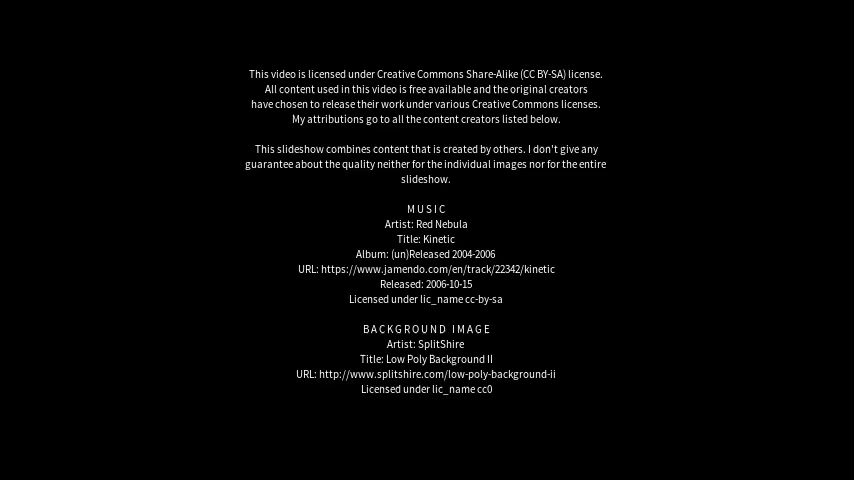 This video is licensed under Creative Commons Share-Alike (CC BY-SA) license.
All content used in this video is free available and the original creators
have chosen to release their work under various Creative Commons licenses.
My attributions go to all the content creators listed below.
This slideshow combines content that is created by others. I don't give any
guarantee about the quality neither for the individual images nor for the entire
slideshow.
MUSIC
Artist: Red Nebula
Title: Kinetic
Album: (un)Released 2004-2006
URL: https://www.jamendo.com/en/track/22342/kinetic
Released: 2006-10-15
Licensed under lic_name cc-by-sa
BACKGROUND IMAGE
Artist: SplitShire
Title: Low Poly Background II
URL: http://www.splitshire.com/low-poly-background-ii
Licensed under lic_name cc0